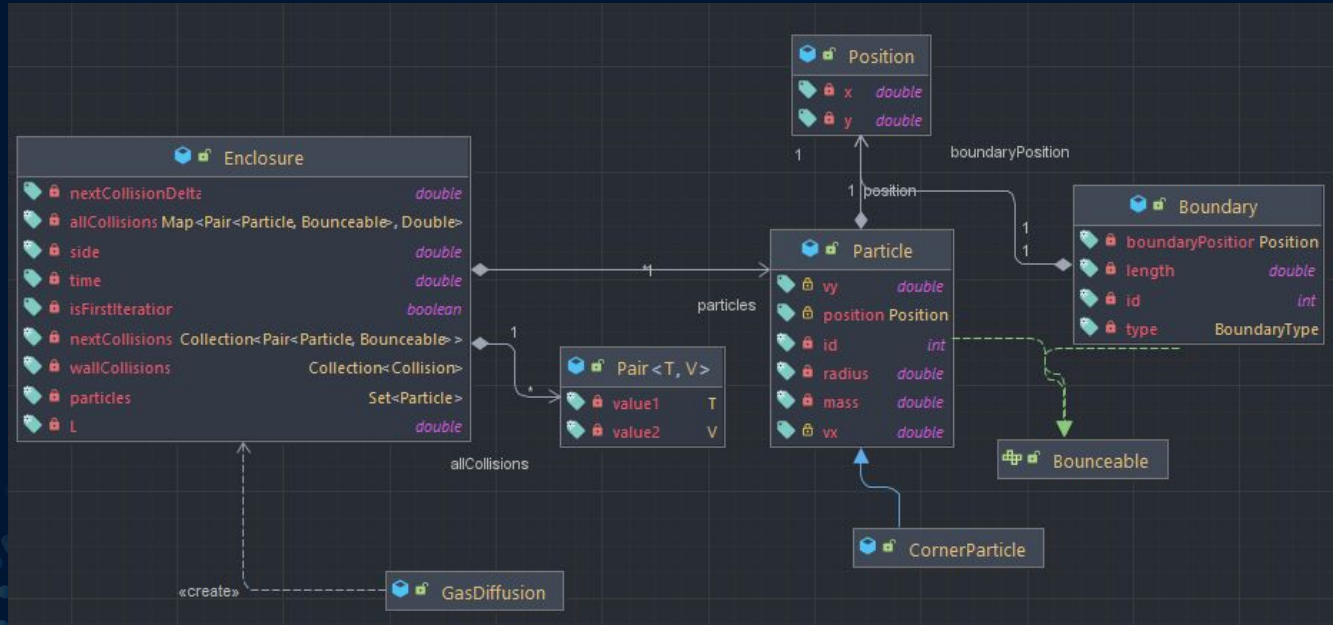 Position
x double
y double
1
boundaryPosition
1 position
Enclosure
nextCollisionDelta double
allCollisions Map<Pair<Particle, Bounceable>, Double>
side double
time double
isFirstIteration boolean
nextCollisions Collection<Pair<Particle, Bounceable>>
wallCollisions Collection<Collision>
particles Set<Particle>
L double
*1
particles
1
*
allCollisions
Pair<T, V>
value1 T
value2 V
Particle
vy double
position Position
id int
radius double
mass double
vx double
1
1
Boundary
boundaryPosition Position
length double
id int
type BoundaryType
Bounceable
CornerParticle
«create»
GasDiffusion